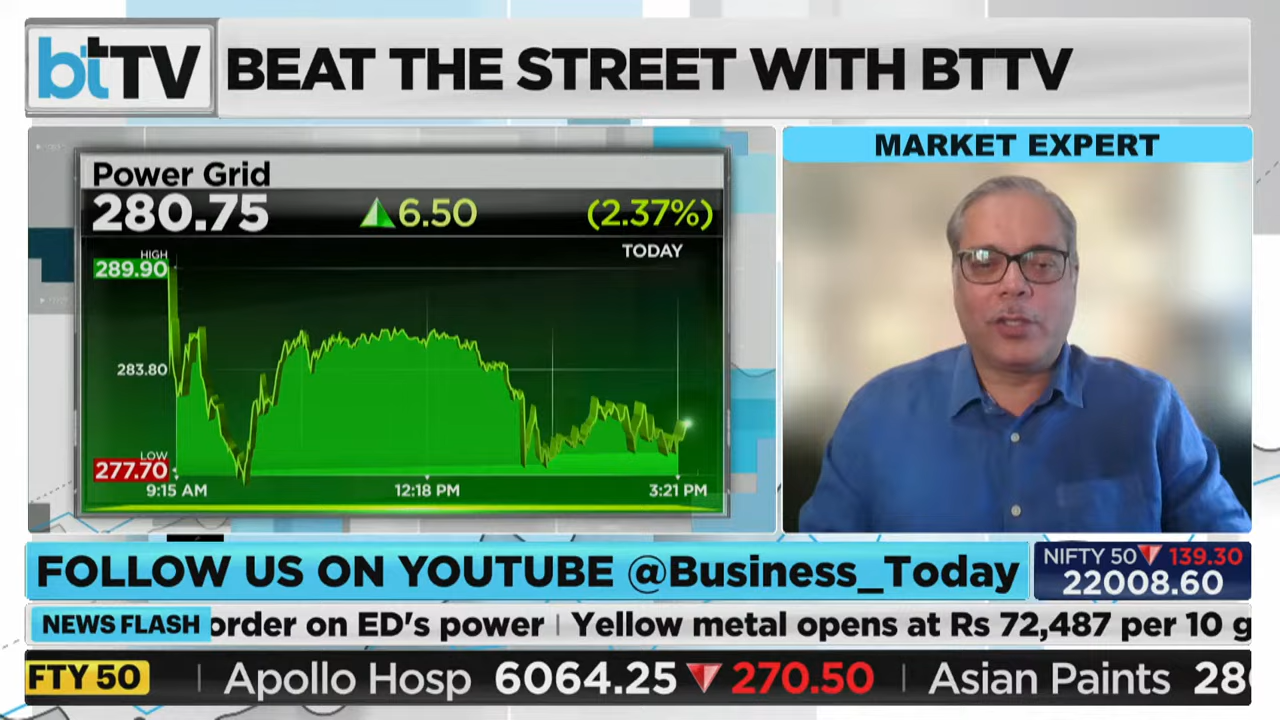 btTV
BEAT THE STREET WITH BTTV
MARKET EXPERT
Power Grid
280.75 6.50 (2.37%)
TODAY
HIGH
289.90
283.80
LOW
277.70
9:15 AM 12:18 PM 3:21 PM
FOLLOW US ON YOUTUBE @Business_Today
NIFTY 50 139.30
22008.60
NEWS FLASH order on ED's power | Yellow metal opens at Rs 72,487 per 10 g
FTY 50 | Apollo Hosp 6064.25 270.50 | Asian Paints 28